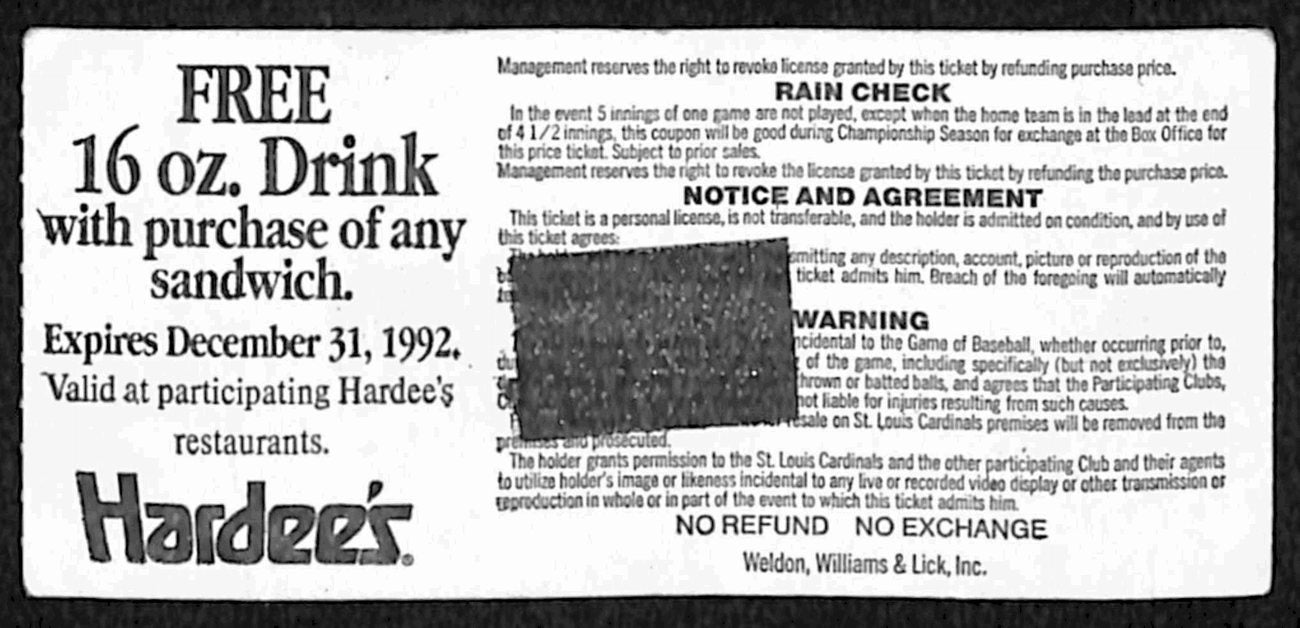 FREE
16 oz. Drink
with purchase of any
sandwich.
Expires December 31, 1992.
Valid at participating Hardee's
restaurants.
Hardee's.
Management reserves the right to revoke license granted by this ticket by refunding purchase price.
RAIN CHECK
In the event 5 innings of one game are not played, except when the home team is in the lead at the end
of 4 1/2 innings, this coupon will be good during Championship Season for exchange at the Box Office for
this price ticket. Subject to prior sales.
Management reserves the right to revoke the license granted by this ticket by refunding the purchase price.
NOTICE AND AGREEMENT
This ticket is a personal license, is not transferable, and the holder is admitted on condition, and by use of
this ticket agrees:
any description, account, picture or reproduction of the
ticket admits him. Breach of the foregoing will automatically
WARNING
to the Game of Baseball, whether occurring prior to,
of the game, including specifically (but not exclusively) the
or batted balls, and agrees that the Participating Clubs,
liable for injuries resulting from such causes.
on St. Louis Cardinals premises will be removed from the
premises and prosecuted.
The holder grants permission to the St. Louis Cardinals and the other participating Club and their agents
to utilize holder's image or likeness incidental to any live or recorded video display or other transmission or
reproduction in whole or in part of the event to which this ticket admits him.
NO REFUND NO EXCHANGE
Weldon, Williams & Lick, Inc.